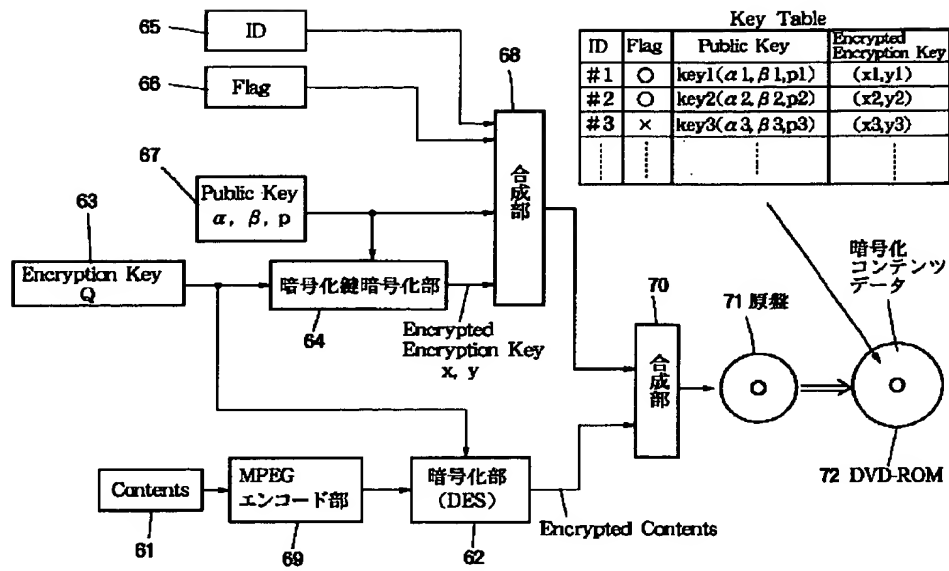 65
ID
66
Flag
67
Public Key
α, β, p
63
Encryption Key
Q
暗号化鍵暗号化部
64
Encrypted
Encryption Key
x, y
68
合成部
Key Table
ID Flag Public Key Encrypted Encryption Key
#1 ○ key1(α1, β1,p1) (x1,y1)
#2 ○ key2(α2, β2,p2) (x2,y2)
#3 × key3(α3, β3,p3) (x3,y3)
70
合成部
71 原盤
暗号化
コンテンツ
データ
72 DVD-ROM
Contents
61
MPEG
エンコード部
69
暗号化部
(DES)
62
Encrypted Contents